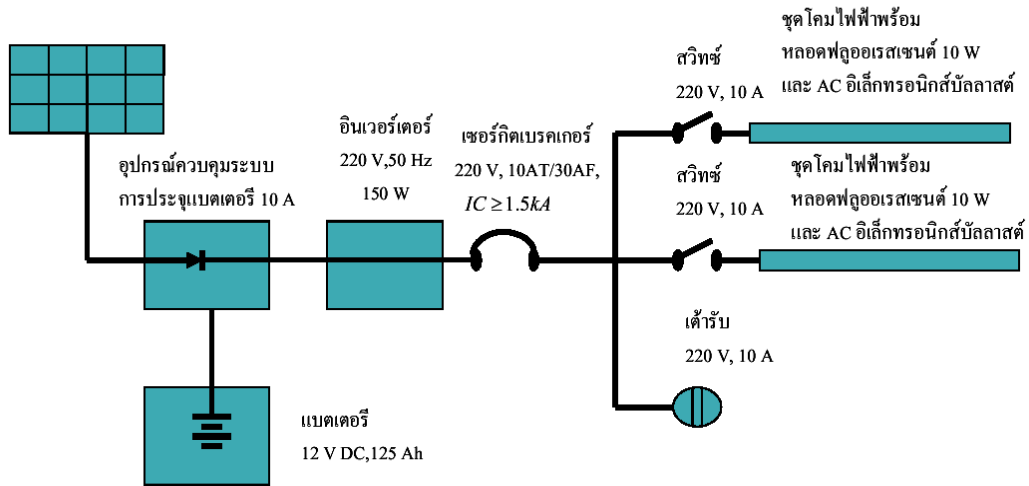 ชุดโคมไฟฟ้าพร้อม
หลอดฟลูออเรสเซนต์ 10 W
และ AC อิเล็กทรอนิกส์บัลลาสต์
สวิทซ์
220 V, 10 A
อินเวอร์เตอร์
220 V,50 Hz
150 W
เซอร์กิตเบรคเกอร์
220 V, 10AT/30AF,
IC ≥ 1.5kA
อุปกรณ์ควบคุมระบบ
การประจุแบตเตอรี 10 A
สวิทซ์
220 V, 10 A
ชุดโคมไฟฟ้าพร้อม
หลอดฟลูออเรสเซนต์ 10 W
และ AC อิเล็กทรอนิกส์บัลลาสต์
เต้ารับ
220 V, 10 A
แบตเตอรี
12 V DC,125 Ah